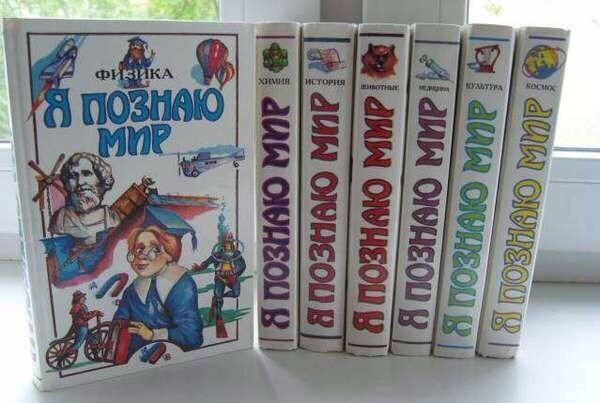 ФИЗИКА
Я ПОЗНАЮ
МИР
ХИМИЯ
Я ПОЗНАЮ МИР
ИСТОРИЯ
Я ПОЗНАЮ МИР
ЖИВОТНЫЕ
Я ПОЗНАЮ МИР
МЕДИЦИНА
Я ПОЗНАЮ МИР
КУЛЬТУРА
Я ПОЗНАЮ МИР
КОСМОС
Я ПОЗНАЮ МИР